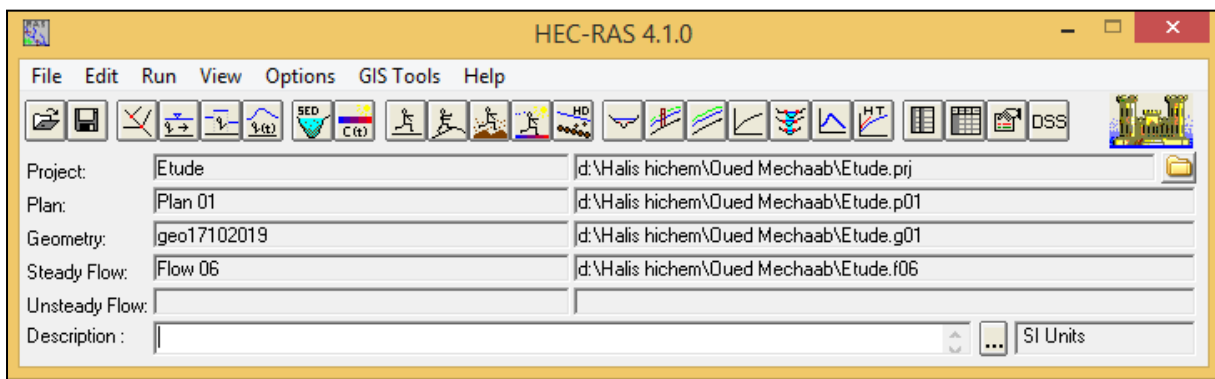 HEC-RAS 4.1.0
File Edit Run View Options GIS Tools Help
SED C(t) HD HT DSS
Project: Etude d:\Halis hichem\Oued Mechaab\Etude.prj
Plan: Plan 01 d:\Halis hichem\Oued Mechaab\Etude.p01
Geometry: geo17102019 d:\Halis hichem\Oued Mechaab\Etude.g01
Steady Flow: Flow 06 d:\Halis hichem\Oued Mechaab\Etude.f06
Unsteady Flow:
Description : ... SI Units